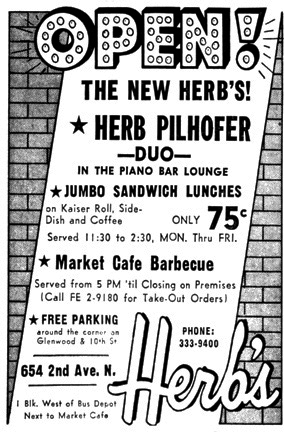 OPEN!
THE NEW HERB'S!
★ HERB PILHOFER
—DUO—
IN THE PIANO BAR LOUNGE
★ JUMBO SANDWICH LUNCHES
on Kaiser Roll, Side-
Dish and Coffee ONLY 75¢
Served 11:30 to 2:30, MON. Thru FRI.
★ Market Cafe Barbecue
Served from 5 PM 'til Closing on Premises
(Call FE 2-9180 for Take-Out Orders)
★ FREE PARKING
around the corner on
Glenwood & 10th St
PHONE:
333-9400
654 2nd Ave. N.
Herb's
1 Blk. West of Bus Depot
Next to Market Cafe